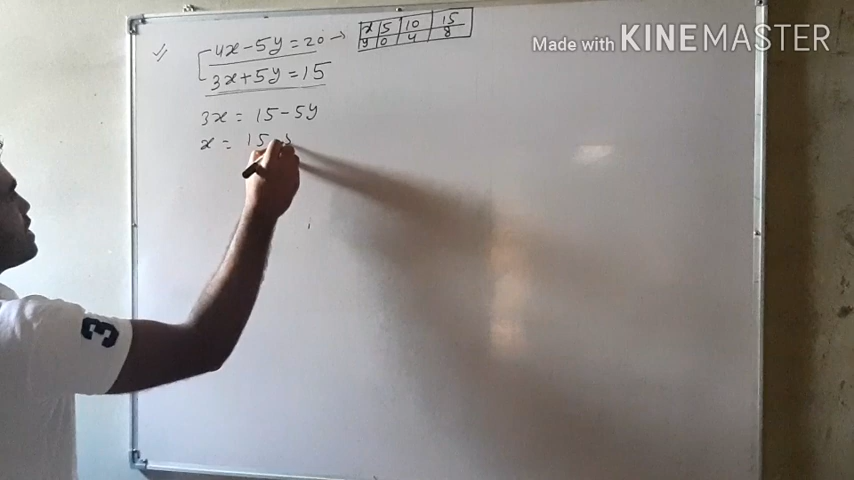 4x-5y=20 →
3x+5y=15
3x = 15-5y
x = 15
x 5 10 15
y 0 4 8
Made with KINEMASTER
3